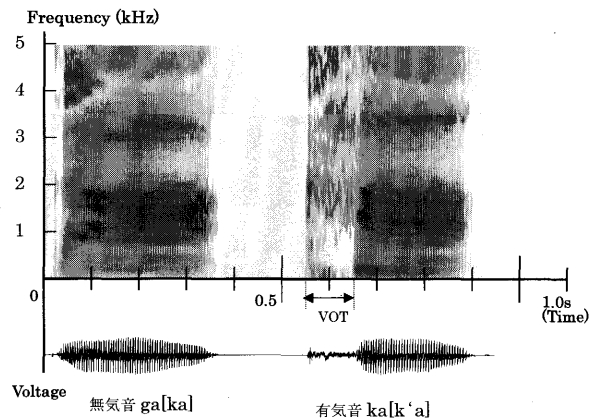 Frequency (kHz)
5
4
3
2
1
0
0.5
1.0s
(Time)
VOT
Voltage
無気音 ga[ka]
有気音 ka[k‘a]